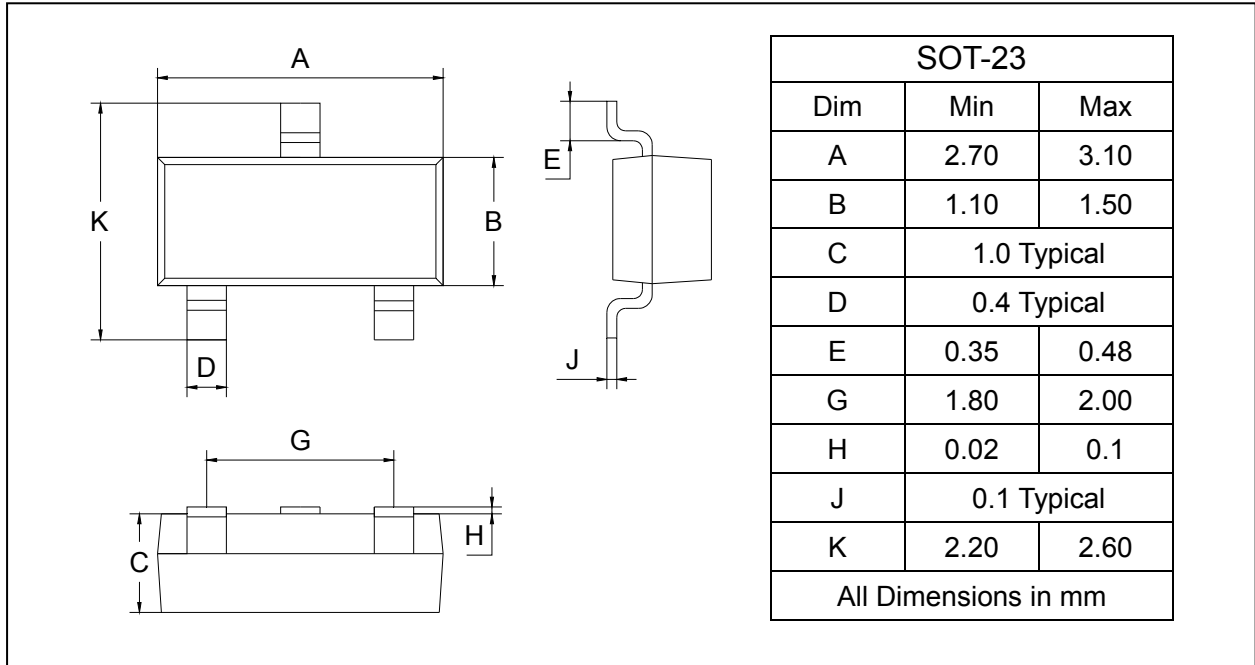 A
K
B
D
E
J
G
C
H
SOT-23
Dim Min Max
A 2.70 3.10
B 1.10 1.50
C 1.0 Typical
D 0.4 Typical
E 0.35 0.48
G 1.80 2.00
H 0.02 0.1
J 0.1 Typical
K 2.20 2.60
All Dimensions in mm